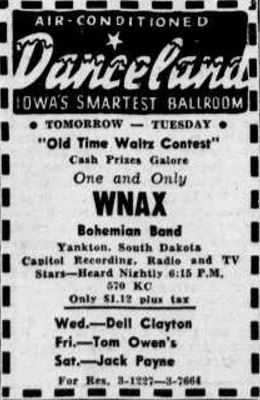 AIR-CONDITIONED
Danceland
IOWA'S SMARTEST BALLROOM
• TOMORROW — TUESDAY •
"Old Time Waltz Contest"
Cash Prizes Galore
One and Only
WNAX
Bohemian Band
Yankton, South Dakota
Capitol Recording, Radio and TV
Stars—Heard Nightly 6:15 P.M.
570 KC
Only $1.12 plus tax
Wed.—Dell Clayton
Fri.—Tom Owen's
Sat.—Jack Payne
For Res. 3-1227—3-7664